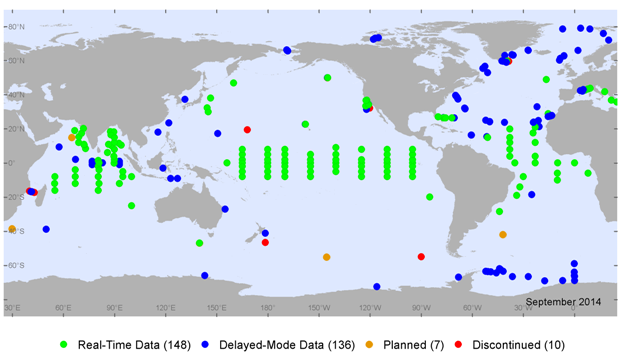 80°N
60°N
40°N
20°N
0°
20°S
40°S
60°S
September 2014
30°E 60°E 90°E 120°E 150°E 180° 150°W 120°W 90°W 60°W 30°W 0°
Real-Time Data (148) Delayed-Mode Data (136) Planned (7) Discontinued (10)